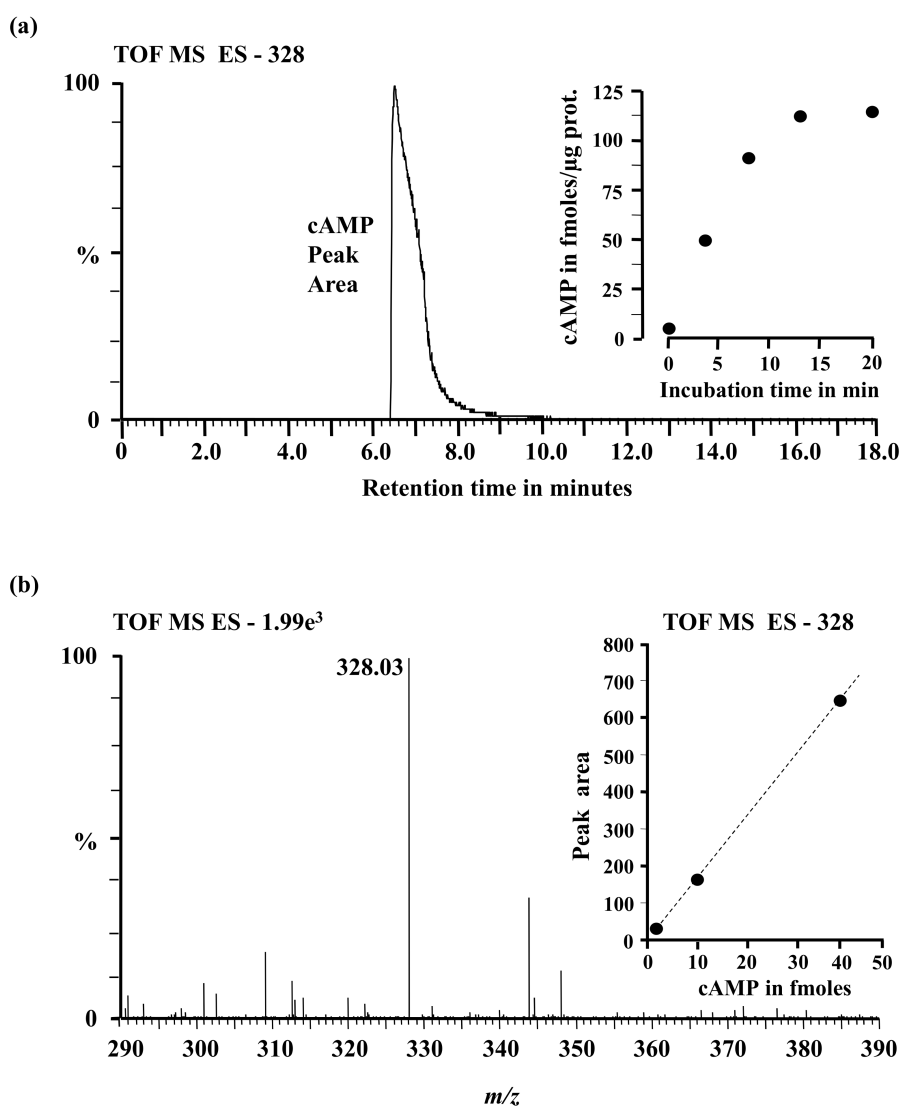 (a)
TOF MS ES - 328
100
%
0
cAMP
Peak
Area
0 2.0 4.0 6.0 8.0 10.0 12.0 14.0 16.0 18.0
Retention time in minutes
cAMP in fmoles/µg prot.
125
100
75
50
25
0
0 5 10 15 20
Incubation time in min
(b)
TOF MS ES - 1.99e³
100
%
0
328.03
290 300 310 320 330 340 350 360 370 380 390
m/z
TOF MS ES - 328
Peak area
800
700
600
500
400
300
200
100
0
0 10 20 30 40 50
cAMP in fmoles